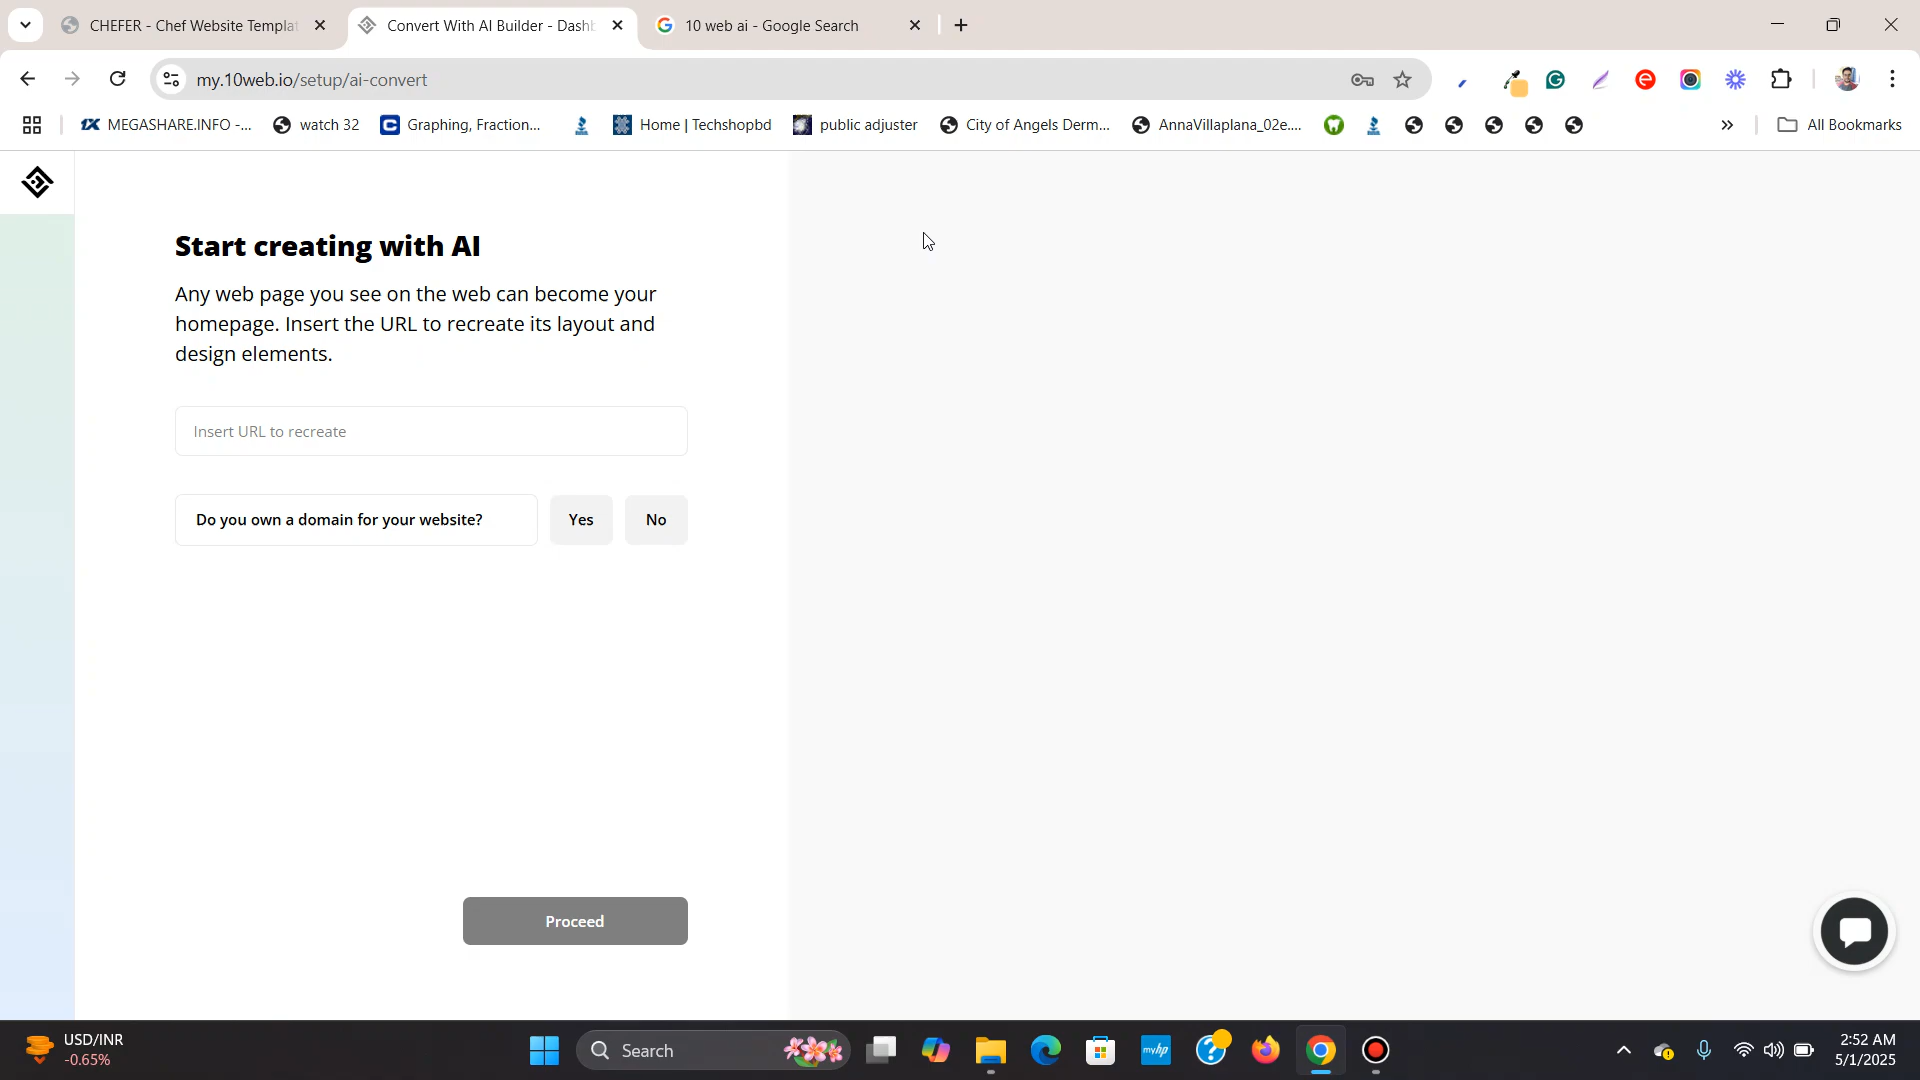 CHEFER - Chef Website Templat
Convert With AI Builder - Dashb
10 web ai - Google Search
my.10web.io/setup/ai-convert
MEGASHARE.INFO -...
watch 32
Graphing, Fraction...
Home | Techshopbd
public adjuster
City of Angels Derm...
AnnaVillaplana_02e....
All Bookmarks
Start creating with AI
Any web page you see on the web can become your
homepage. Insert the URL to recreate its layout and
design elements.
Insert URL to recreate
Do you own a domain for your website?
Yes
No
Proceed
USD/INR
-0.65%
Search
myhp
2:52 AM
5/1/2025